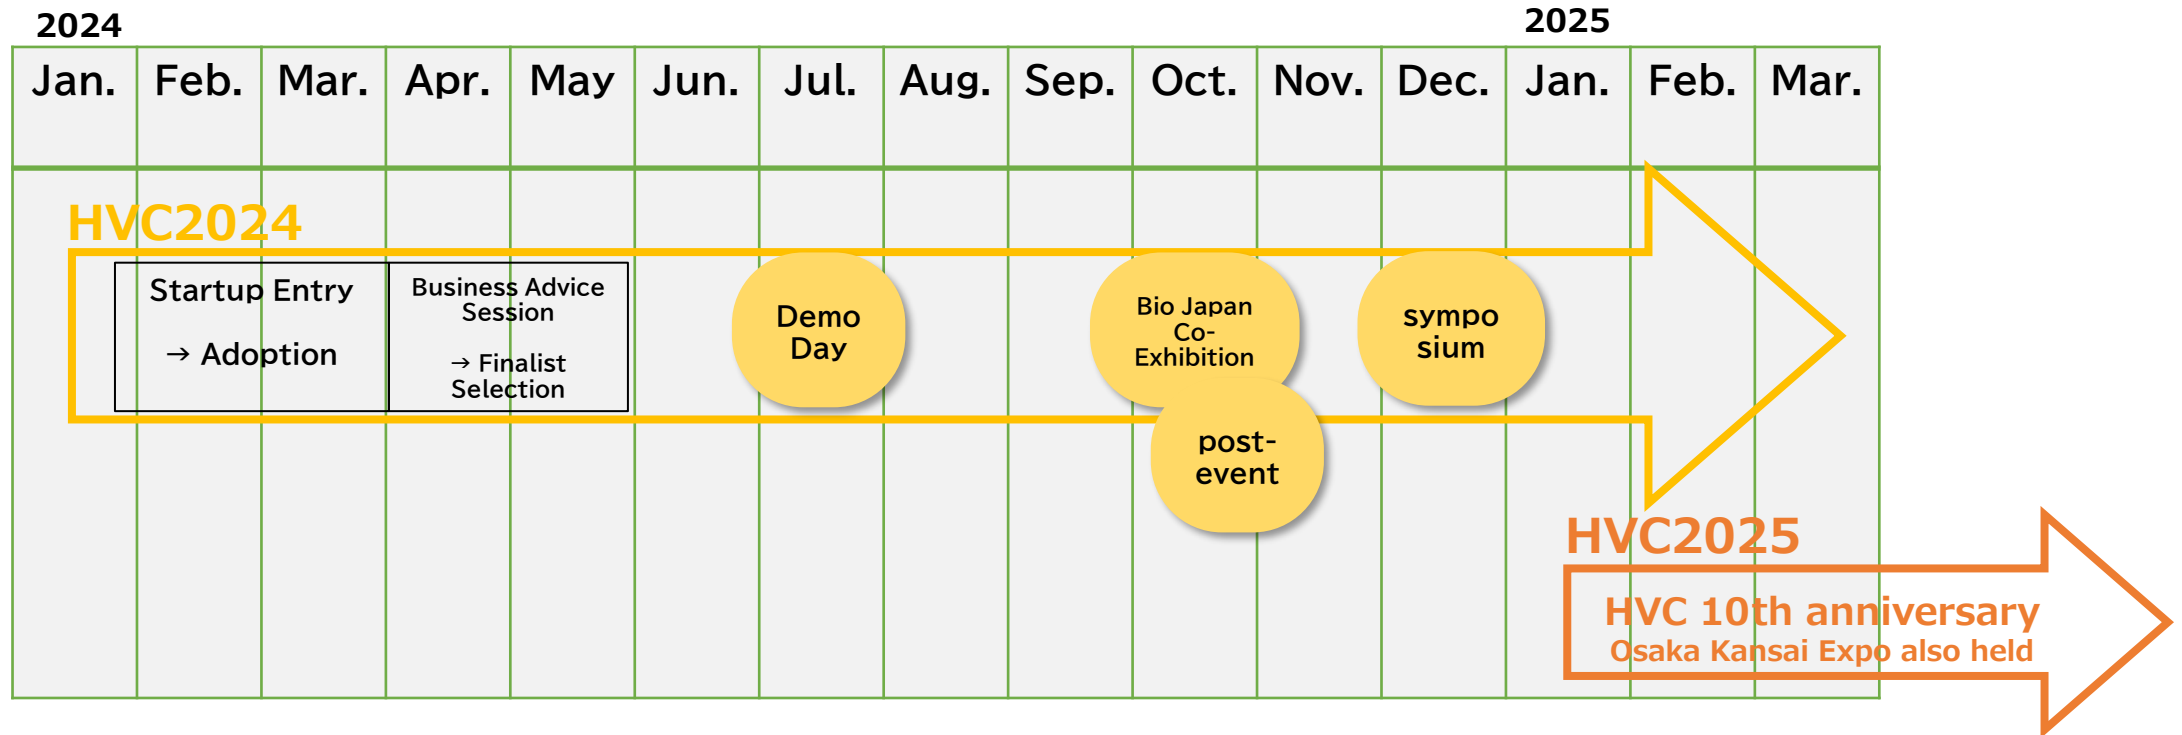 2024
2025
Jan.
Feb.
Mar.
Apr.
May
Jun.
Jul.
Aug.
Sep.
Oct.
Nov.
Dec.
Jan.
Feb.
Mar.
HVC2024
Startup Entry
→ Adoption
Business Advice
Session
→ Finalist
Selection
Demo
Day
Bio Japan
Co-
Exhibition
post-
event
sympo
sium
HVC2025
HVC 10th anniversary
Osaka Kansai Expo also held